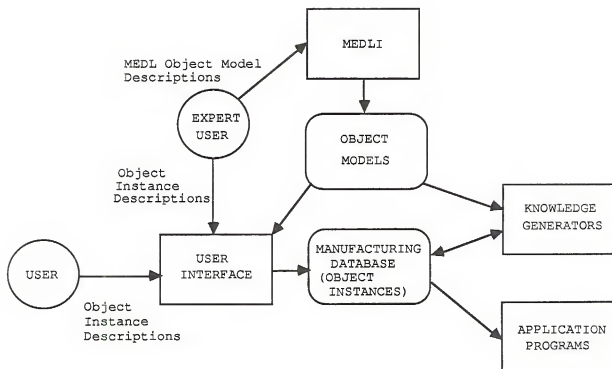 MEDL Object Model
Descriptions
MEDLI
EXPERT
USER
OBJECT
MODELS
Object
Instance
Descriptions
KNOWLEDGE
GENERATORS
USER
USER
INTERFACE
MANUFACTURING
DATABASE
(OBJECT
INSTANCES)
Object
Instance
Descriptions
APPLICATION
PROGRAMS